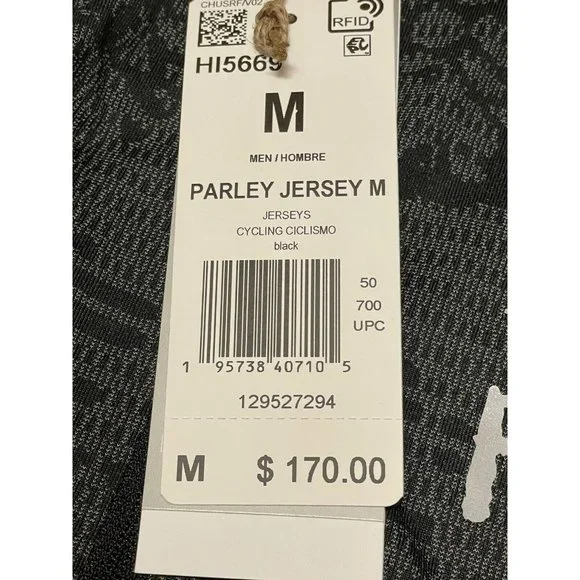 CHUSRF/V02
RFID
HI5669
M
MEN / HOMBRE
PARLEY JERSEY M
JERSEYS
CYCLING CICLISMO
black
50
700
UPC
1 95738 40710 5
129527294
M $ 170.00